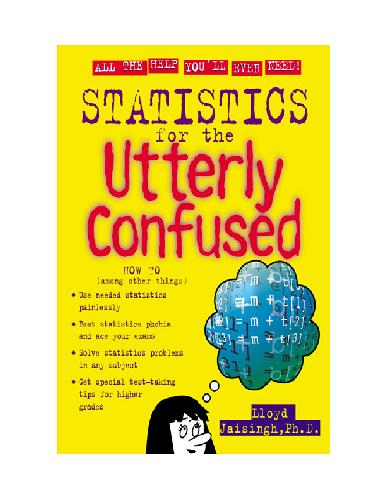 ALL THE HELP YOU'LL EVER NEED!
STATISTICS
for the
Utterly
Confused
HOW TO
(among other things)
• Use needed statistics
painlessly
• Beat statistics phobia
and ace your exams
• Solve statistics problems
in any subject
• Get special test-taking
tips for higher
grades
Lloyd
Jaisingh, Ph.D.